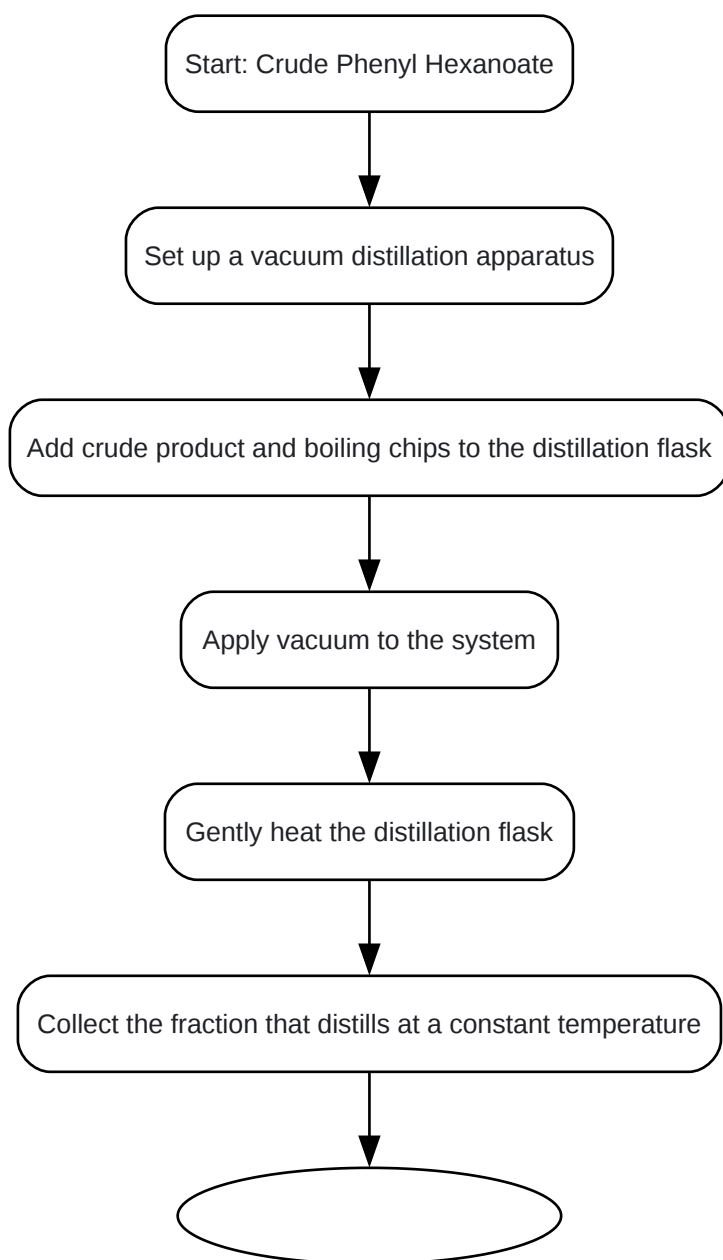 Start: Crude Phenyl Hexanoate
Set up a vacuum distillation apparatus
Add crude product and boiling chips to the distillation flask
Apply vacuum to the system
Gently heat the distillation flask
Collect the fraction that distills at a constant temperature